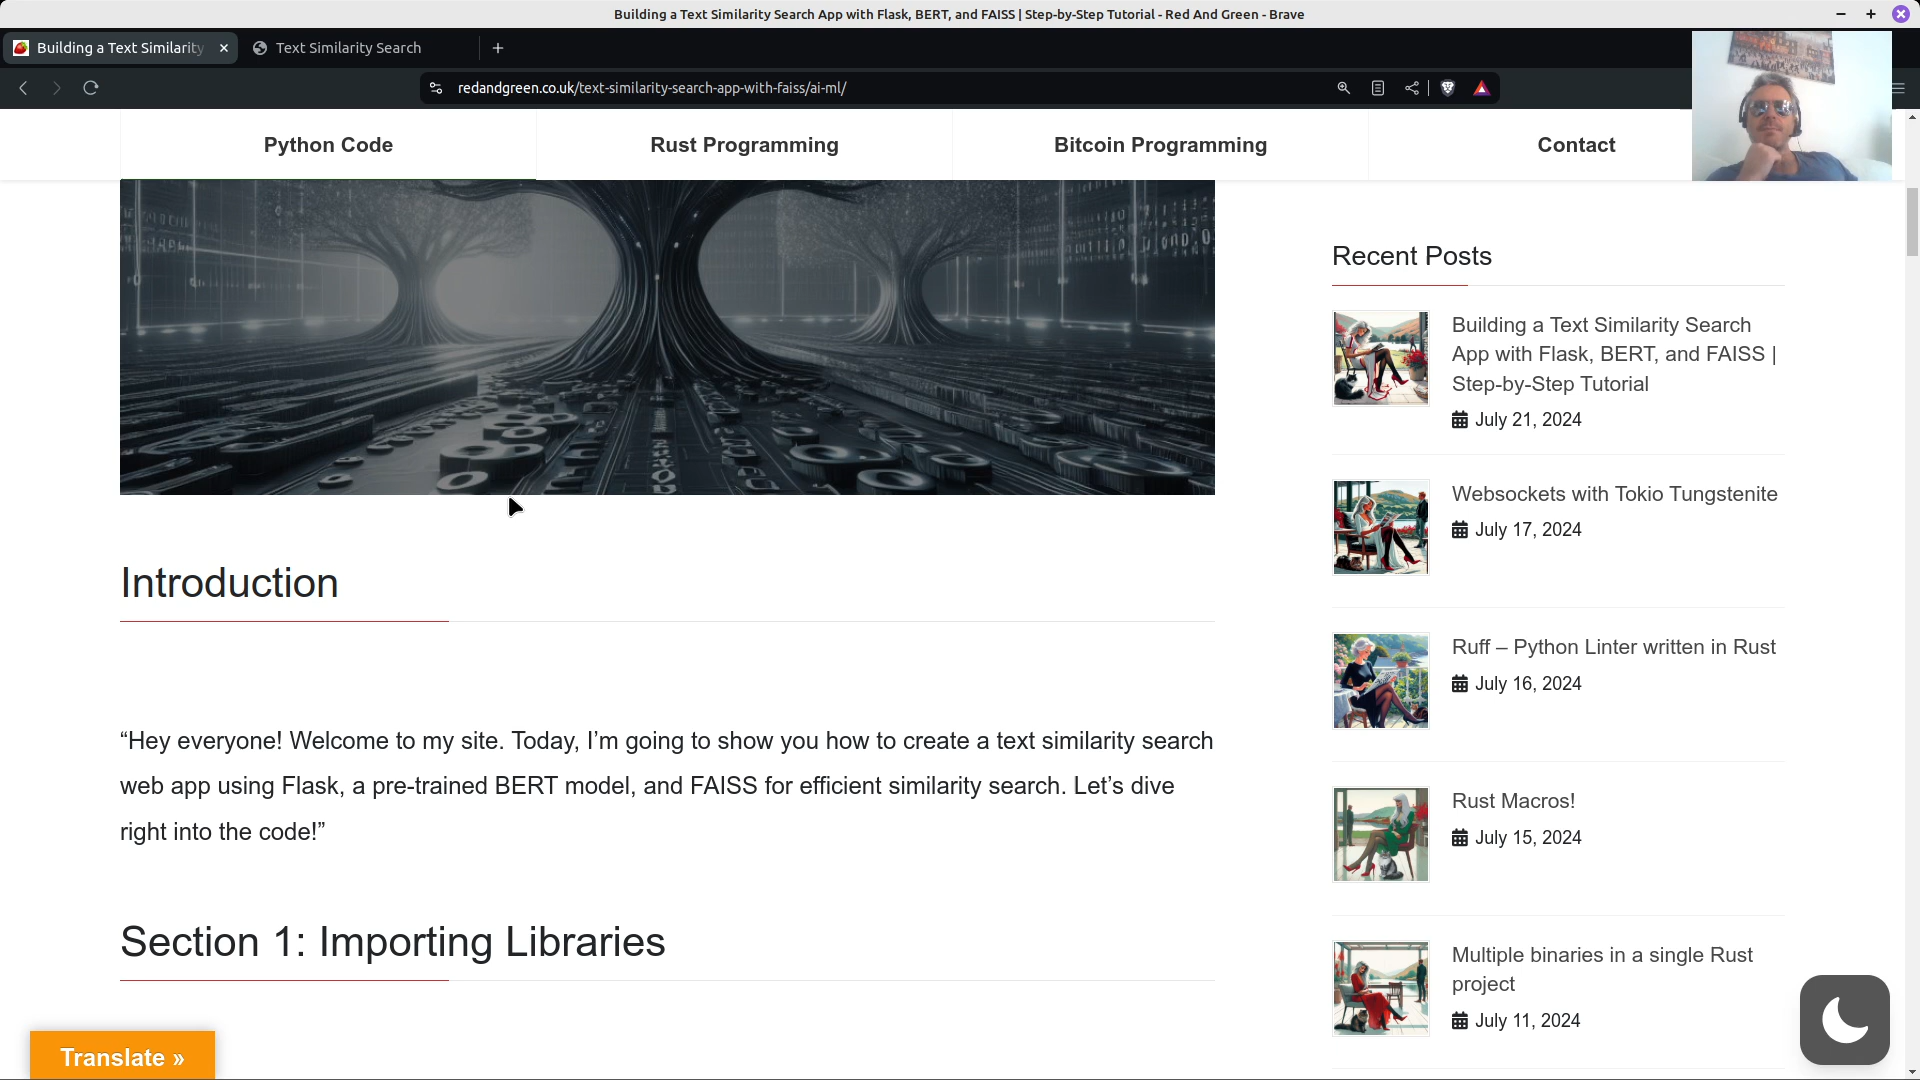 Building a Text Similarity Search App with Flask, BERT, and FAISS | Step-by-Step Tutorial - Red And Green - Brave
Building a Text Similarity
Text Similarity Search
redandgreen.co.uk/text-similarity-search-app-with-faiss/ai-ml/
Python Code
Rust Programming
Bitcoin Programming
Contact
Introduction
“Hey everyone! Welcome to my site. Today, I’m going to show you how to create a text similarity search
web app using Flask, a pre-trained BERT model, and FAISS for efficient similarity search. Let’s dive
right into the code!”
Section 1: Importing Libraries
Translate »
Recent Posts
Building a Text Similarity Search
App with Flask, BERT, and FAISS |
Step-by-Step Tutorial
July 21, 2024
Websockets with Tokio Tungstenite
July 17, 2024
Ruff – Python Linter written in Rust
July 16, 2024
Rust Macros!
July 15, 2024
Multiple binaries in a single Rust
project
July 11, 2024